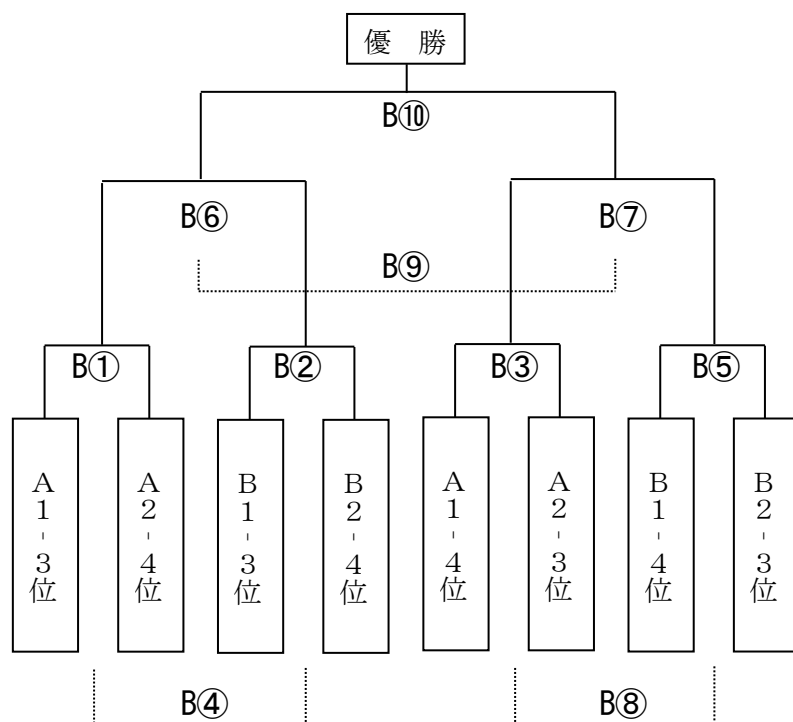 優　勝
B⑩
B⑥
B⑦
B⑨
B①
B②
B③
B⑤
A1-3位
A2-4位
B1-3位
B2-4位
A1-4位
A2-3位
B1-4位
B2-3位
B④
B⑧